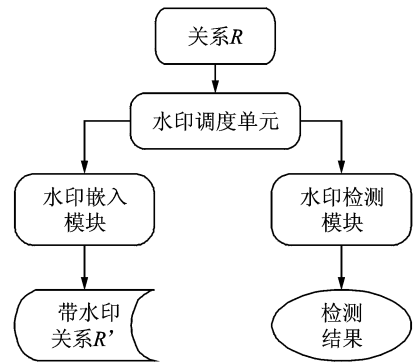 关系R
水印调度单元
水印嵌入
模块
水印检测
模块
带水印
关系R’
检测
结果